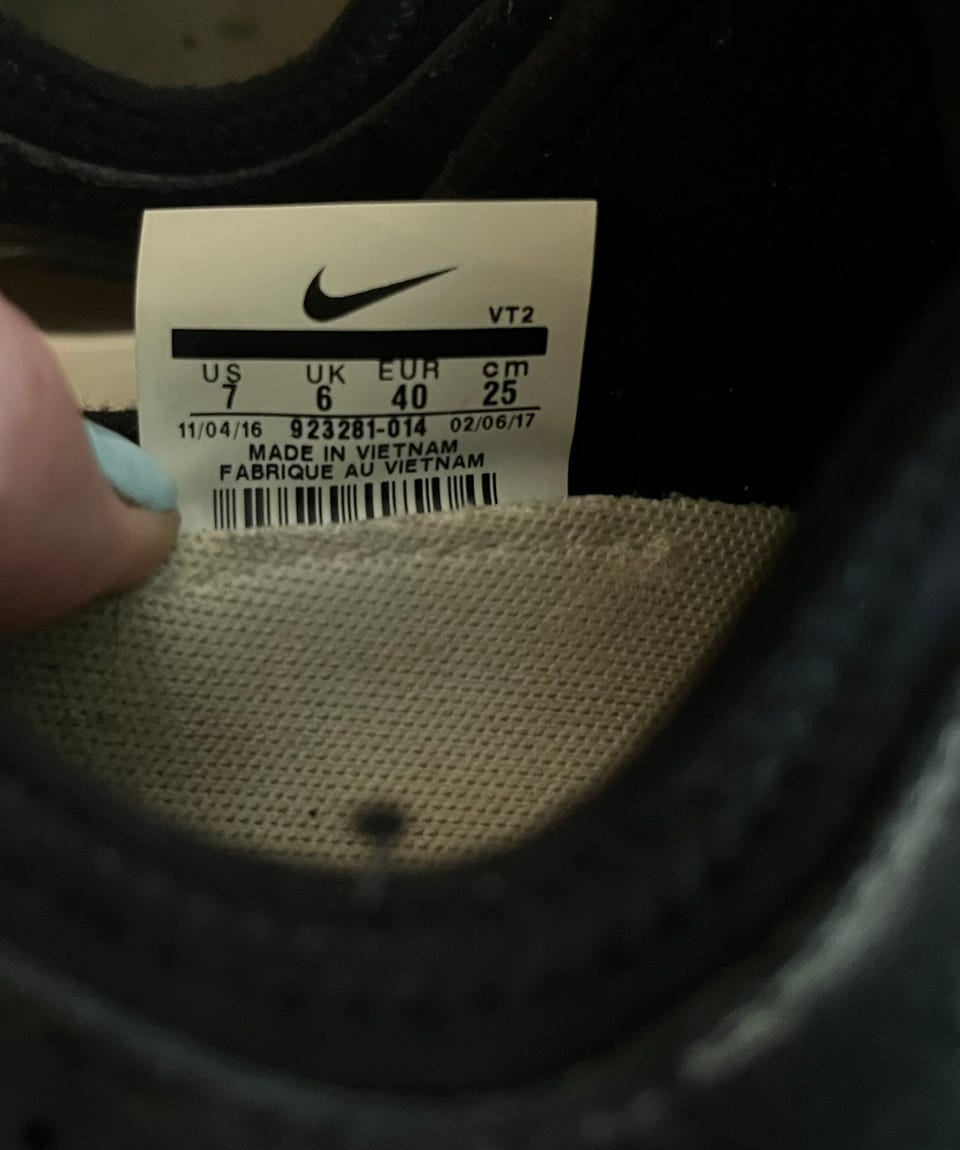 VT2
US UK EUR cm
7 6 40 25
11/04/16 923281-014 02/06/17
MADE IN VIETNAM
FABRIQUE AU VIETNAM